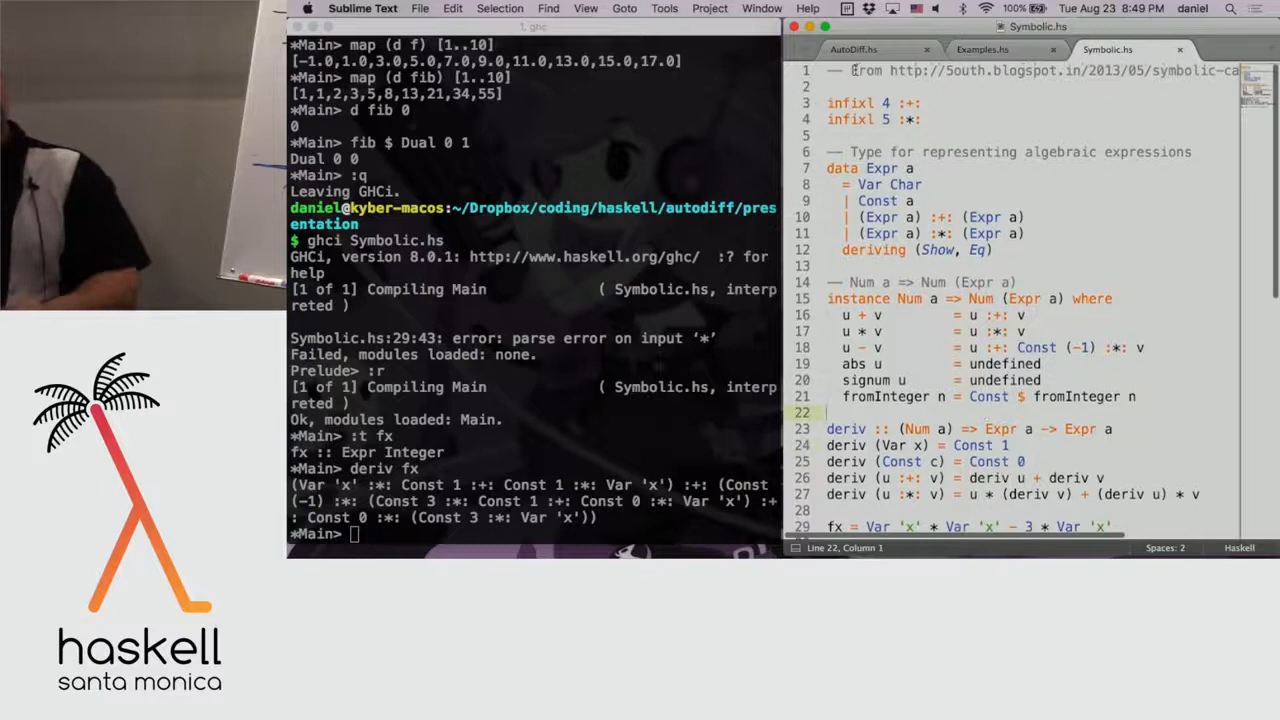 Sublime Text File Edit Selection Find View Goto Tools Project Window Help 100% Tue Aug 23 8:49 PM daniel
1. ghc
*Main> map (d f) [1..10]
[-1.0,1.0,3.0,5.0,7.0,9.0,11.0,13.0,15.0,17.0]
*Main> map (d fib) [1..10]
[1,1,2,3,5,8,13,21,34,55]
*Main> d fib 0
0
*Main> fib $ Dual 0 1
Dual 0 0
*Main> :q
Leaving GHCi.
daniel@kyber-macos:~/Dropbox/coding/haskell/autodiff/pres
entation
$ ghci Symbolic.hs
GHCi, version 8.0.1: http://www.haskell.org/ghc/  :? for
help
[1 of 1] Compiling Main             ( Symbolic.hs, interp
reted )
Symbolic.hs:29:43: error: parse error on input ‘*’
Failed, modules loaded: none.
Prelude> :r
[1 of 1] Compiling Main             ( Symbolic.hs, interp
reted )
Ok, modules loaded: Main.
*Main> :t fx
fx :: Expr Integer
*Main> deriv fx
(Var 'x' :*: Const 1 :+: Const 1 :*: Var 'x') :+: (Const
(-1) :*: (Const 3 :*: Const 1 :+: Const 0 :*: Var 'x') :+
: Const 0 :*: (Const 3 :*: Var 'x'))
*Main>
Symbolic.hs
AutoDiff.hs Examples.hs Symbolic.hs
1 -- From http://5outh.blogspot.in/2013/05/symbolic-ca
2
3 infixl 4 :+:
4 infixl 5 :*:
5
6 -- Type for representing algebraic expressions
7 data Expr a
8   = Var Char
9   | Const a
10   | (Expr a) :+: (Expr a)
11   | (Expr a) :*: (Expr a)
12   deriving (Show, Eq)
13
14 -- Num a => Num (Expr a)
15 instance Num a => Num (Expr a) where
16   u + v         = u :+: v
17   u * v         = u :*: v
18   u - v         = u :+: Const (-1) :*: v
19   abs u         = undefined
20   signum u      = undefined
21   fromInteger n = Const $ fromInteger n
22
23 deriv :: (Num a) => Expr a -> Expr a
24 deriv (Var x) = Const 1
25 deriv (Const c) = Const 0
26 deriv (u :+: v) = deriv u + deriv v
27 deriv (u :*: v) = u * (deriv v) + (deriv u) * v
28
29 fx = Var 'x' * Var 'x' - 3 * Var 'x'
Line 22, Column 1 Spaces: 2 Haskell
haskell
santa monica